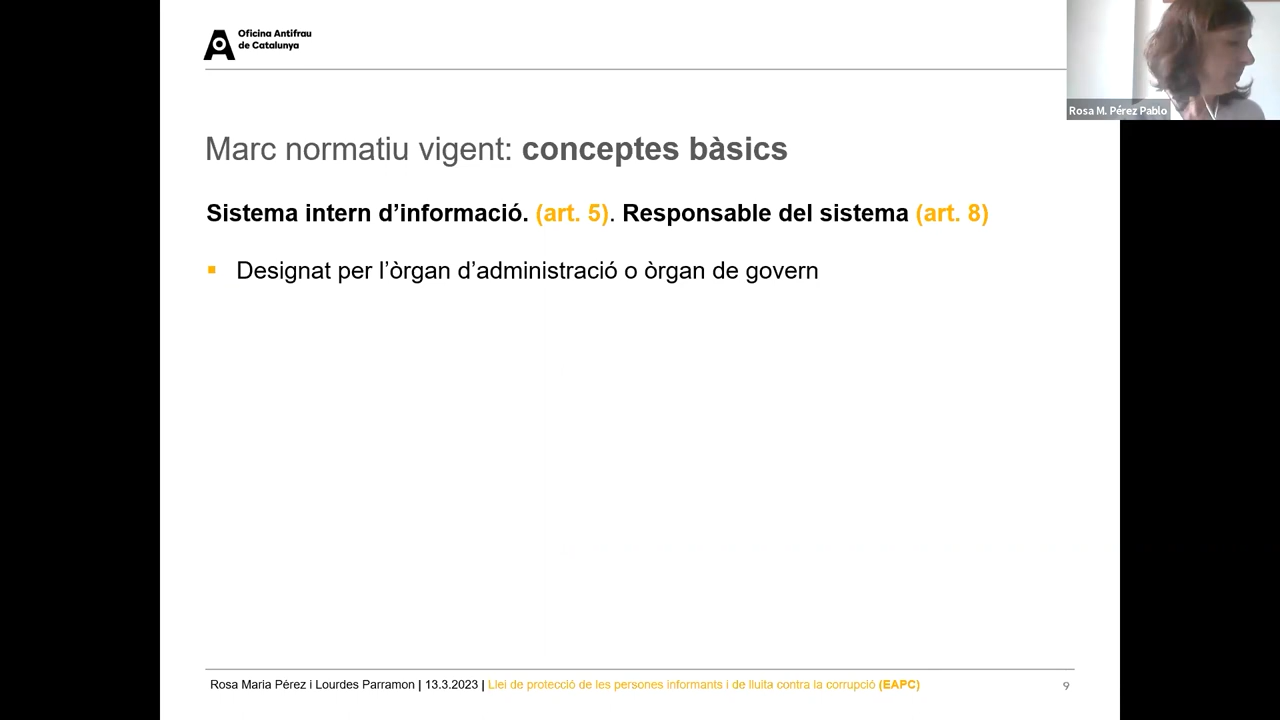 Oficina Antifrau
de Catalunya
Rosa M. Pérez Pablo
Marc normatiu vigent: conceptes bàsics
Sistema intern d’informació. (art. 5). Responsable del sistema (art. 8)
▪ Designat per l’òrgan d’administració o òrgan de govern
Rosa Maria Pérez i Lourdes Parramon | 13.3.2023 | Llei de protecció de les persones informants i de lluita contra la corrupció (EAPC)
9